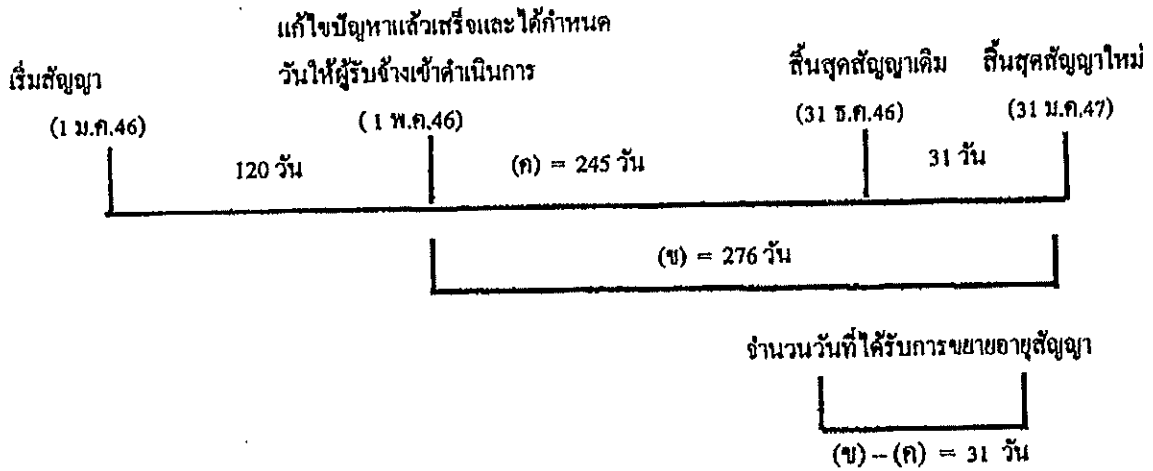 แก้ไขปัญหาแล้วเสร็จและได้กำหนด
วันให้ผู้รับจ้างเข้าดำเนินการ
เริ่มสัญญา
สิ้นสุดสัญญาเดิม
สิ้นสุดสัญญาใหม่
(1 ม.ค.46)
(1 พ.ค.46)
(31 ธ.ค.46)
(31 ม.ค.47)
120 วัน
(ค) = 245 วัน
31 วัน
(ข) = 276 วัน
จำนวนวันที่ได้รับการขยายอายุสัญญา
(ข) – (ค) = 31 วัน